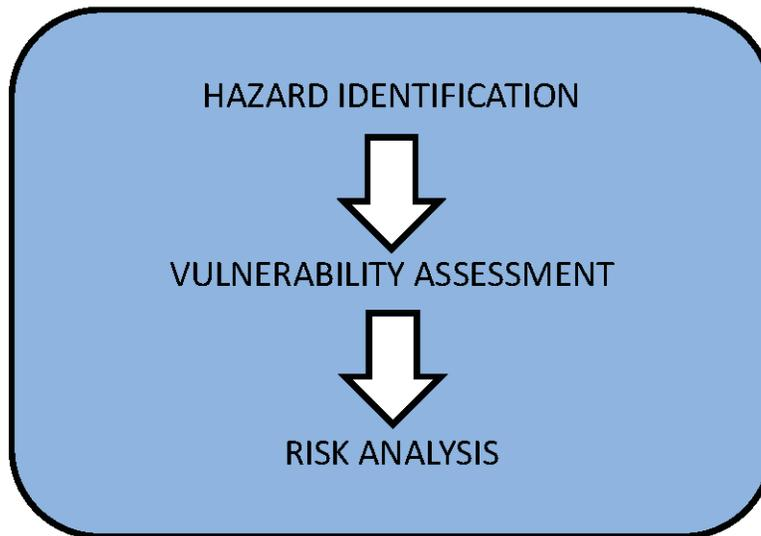 HAZARD IDENTIFICATION
VULNERABILITY ASSESSMENT
RISK ANALYSIS